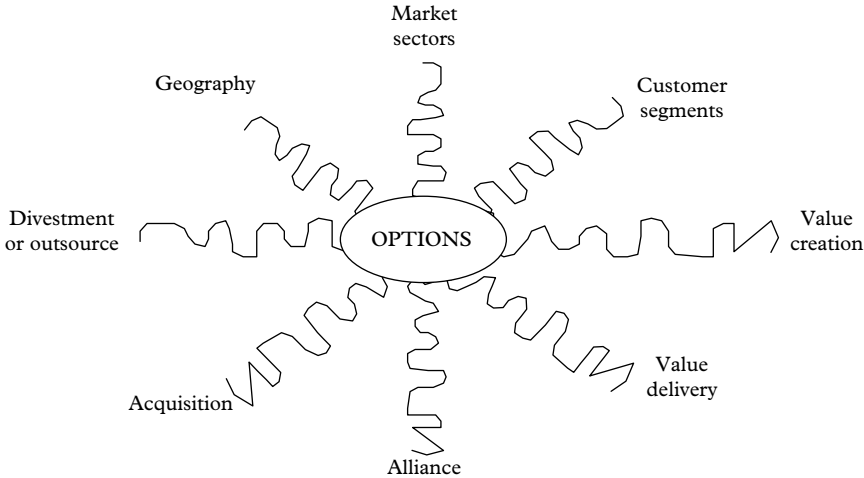 Market
sectors
Geography
Customer
segments
Divestment
or outsource
OPTIONS
Value
creation
Value
delivery
Acquisition
Alliance